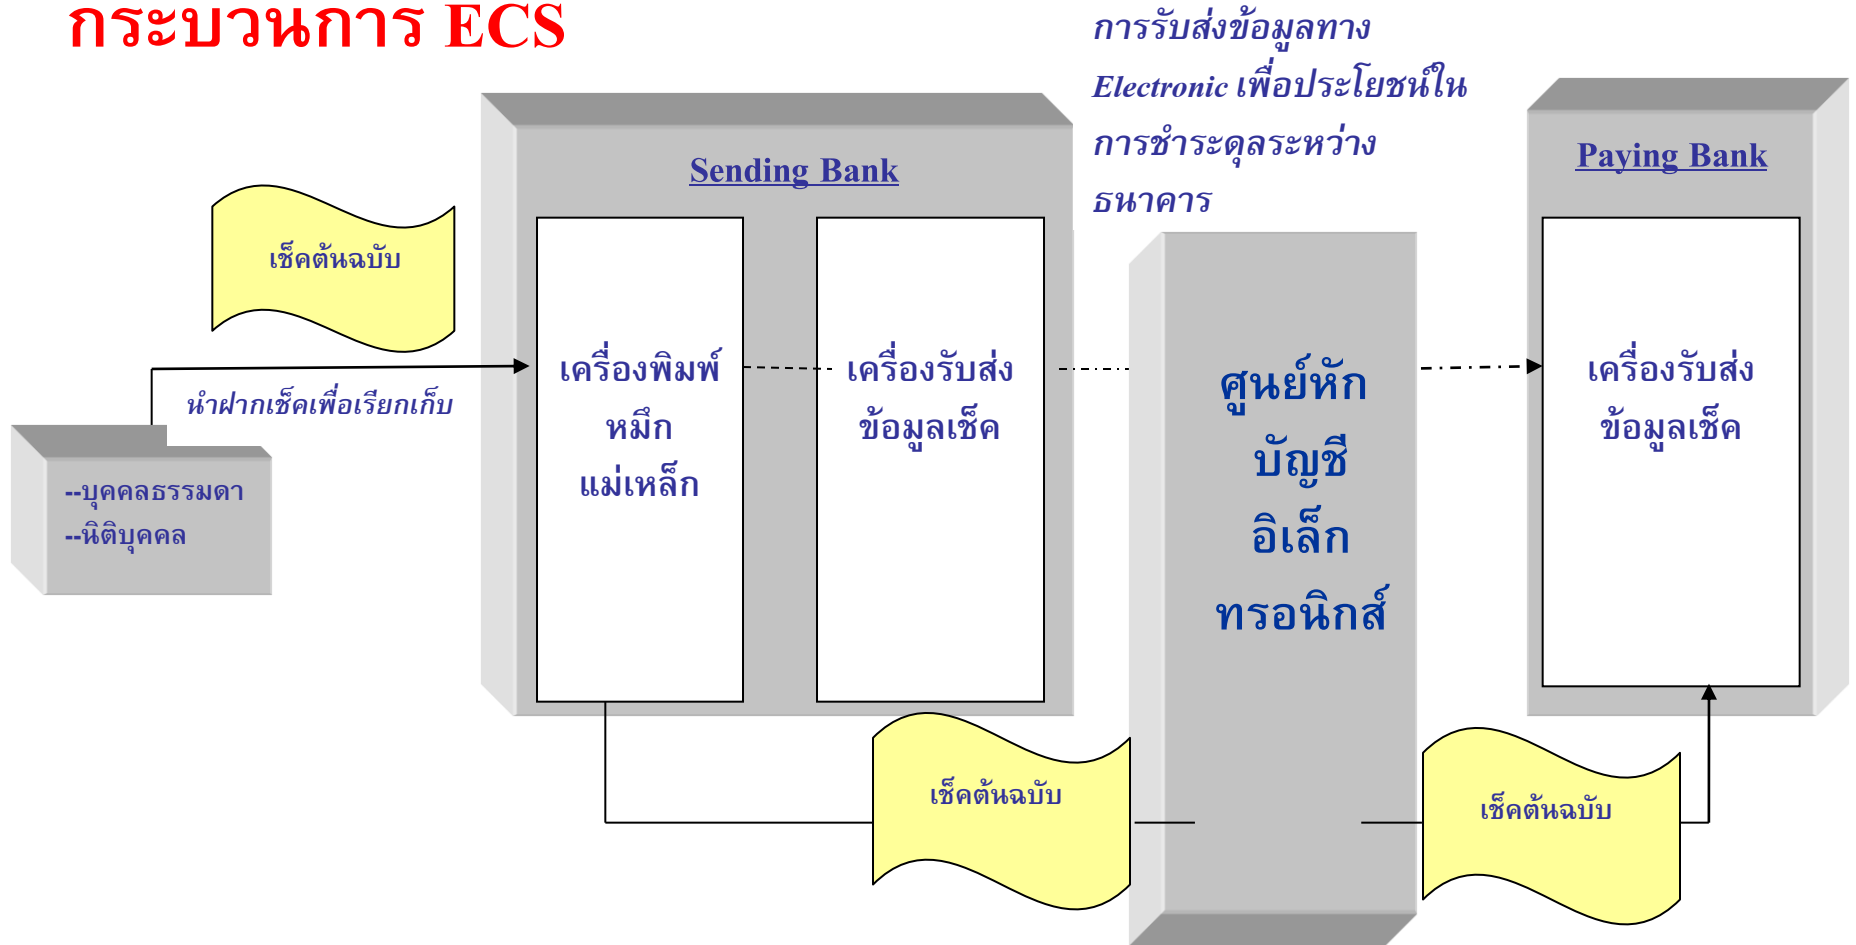 กระบวนการ ECS
การรับส่งข้อมูลทาง
Electronic เพื่อประโยชน์ใน
การชำระดุลระหว่าง
ธนาคาร
Sending Bank
Paying Bank
เช็คต้นฉบับ
นำฝากเช็คเพื่อเรียกเก็บ
--บุคคลธรรมดา
--นิติบุคคล
เครื่องพิมพ์
หมึก
แม่เหล็ก
เครื่องรับส่ง
ข้อมูลเช็ค
ศูนย์หัก
บัญชี
อิเล็ก
ทรอนิกส์
เครื่องรับส่ง
ข้อมูลเช็ค
เช็คต้นฉบับ
เช็คต้นฉบับ